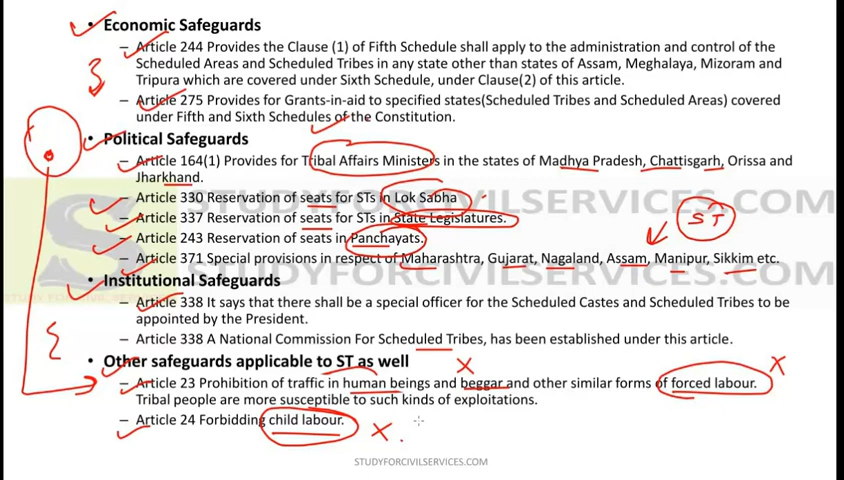 • Economic Safeguards
– Article 244 Provides the Clause (1) of Fifth Schedule shall apply to the administration and control of the
Scheduled Areas and Scheduled Tribes in any state other than states of Assam, Meghalaya, Mizoram and
Tripura which are covered under Sixth Schedule, under Clause(2) of this article.
– Article 275 Provides for Grants-in-aid to specified states(Scheduled Tribes and Scheduled Areas) covered
under Fifth and Sixth Schedules of the Constitution.
• Political Safeguards
– Article 164(1) Provides for Tribal Affairs Ministers in the states of Madhya Pradesh, Chattisgarh, Orissa and
Jharkhand.
– Article 330 Reservation of seats for STs in Lok Sabha
– Article 337 Reservation of seats for STs in State Legislatures.
– Article 243 Reservation of seats in Panchayats.
– Article 371 Special provisions in respect of Maharashtra, Gujarat, Nagaland, Assam, Manipur, Sikkim etc.
ST
• Institutional Safeguards
– Article 338 It says that there shall be a special officer for the Scheduled Castes and Scheduled Tribes to be
appointed by the President.
– Article 338 A National Commission For Scheduled Tribes, has been established under this article.
• Other safeguards applicable to ST as well
– Article 23 Prohibition of traffic in human beings and beggar and other similar forms of forced labour.
Tribal people are more susceptible to such kinds of exploitations.
– Article 24 Forbidding child labour.
STUDYFORCIVILSERVICES.COM
STUDYFORCIVILSERVICES.COM
STUDYFORCIVILSERVICES.COM